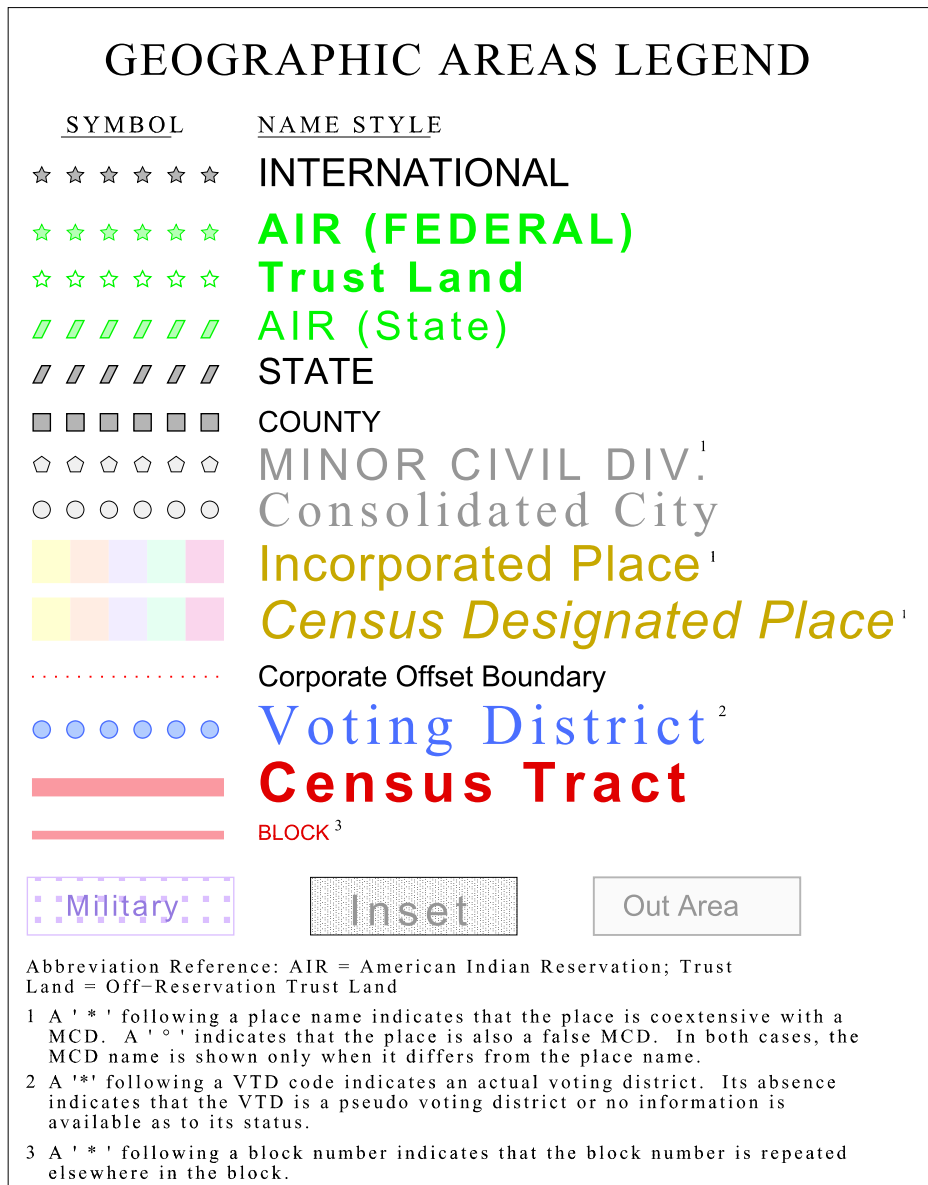 GEOGRAPHIC AREAS LEGEND
SYMBOL NAME STYLE
INTERNATIONAL
AIR (FEDERAL)
Trust Land
AIR (State)
STATE
COUNTY
MINOR CIVIL DIV. 1
Consolidated City
Incorporated Place 1
Census Designated Place 1
Corporate Offset Boundary
Voting District 2
Census Tract
BLOCK 3
Military Inset Out Area
Abbreviation Reference: AIR = American Indian Reservation; Trust
Land = Off−Reservation Trust Land
1 A ' * ' following a place name indicates that the place is coextensive with a
MCD. A ' ° ' indicates that the place is also a false MCD. In both cases, the
MCD name is shown only when it differs from the place name.
2 A '*' following a VTD code indicates an actual voting district. Its absence
indicates that the VTD is a pseudo voting district or no information is
available as to its status.
3 A ' * ' following a block number indicates that the block number is repeated
elsewhere in the block.